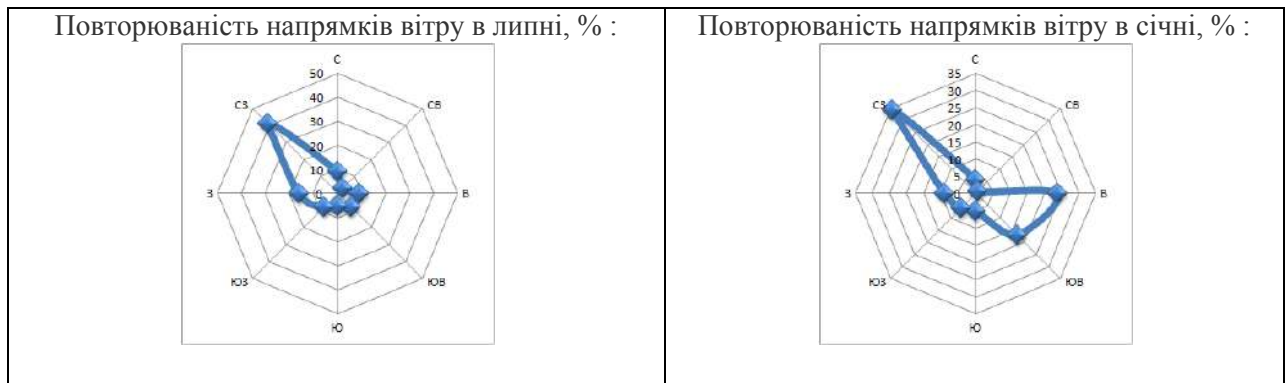 Повторюваність напрямків вітру в липні, % :
С
50
40
30
20
10
0
СВ
В
ЮВ
Ю
ЮЗ
З
СЗ
Повторюваність напрямків вітру в січні, % :
С
35
30
25
20
15
10
5
0
СВ
В
ЮВ
Ю
ЮЗ
З
СЗ